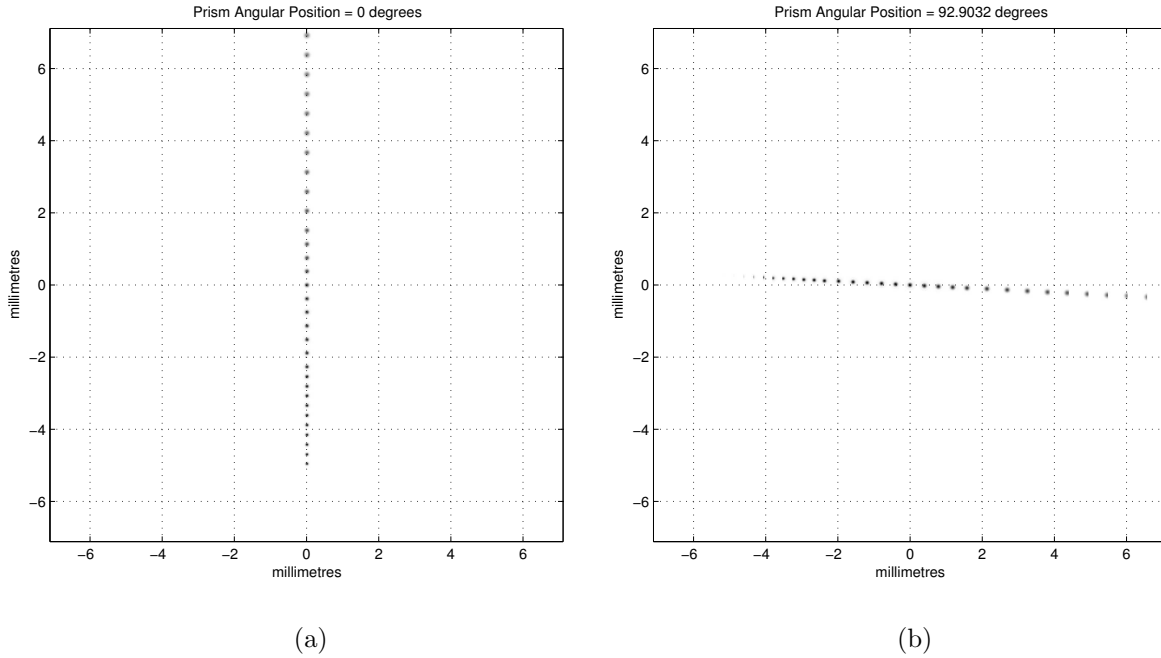 Prism Angular Position = 0 degrees
6
4
2
0
−2
−4
−6
millimetres
−6 −4 −2 0 2 4 6
millimetres
(a)
Prism Angular Position = 92.9032 degrees
6
4
2
0
−2
−4
−6
millimetres
−6 −4 −2 0 2 4 6
millimetres
(b)